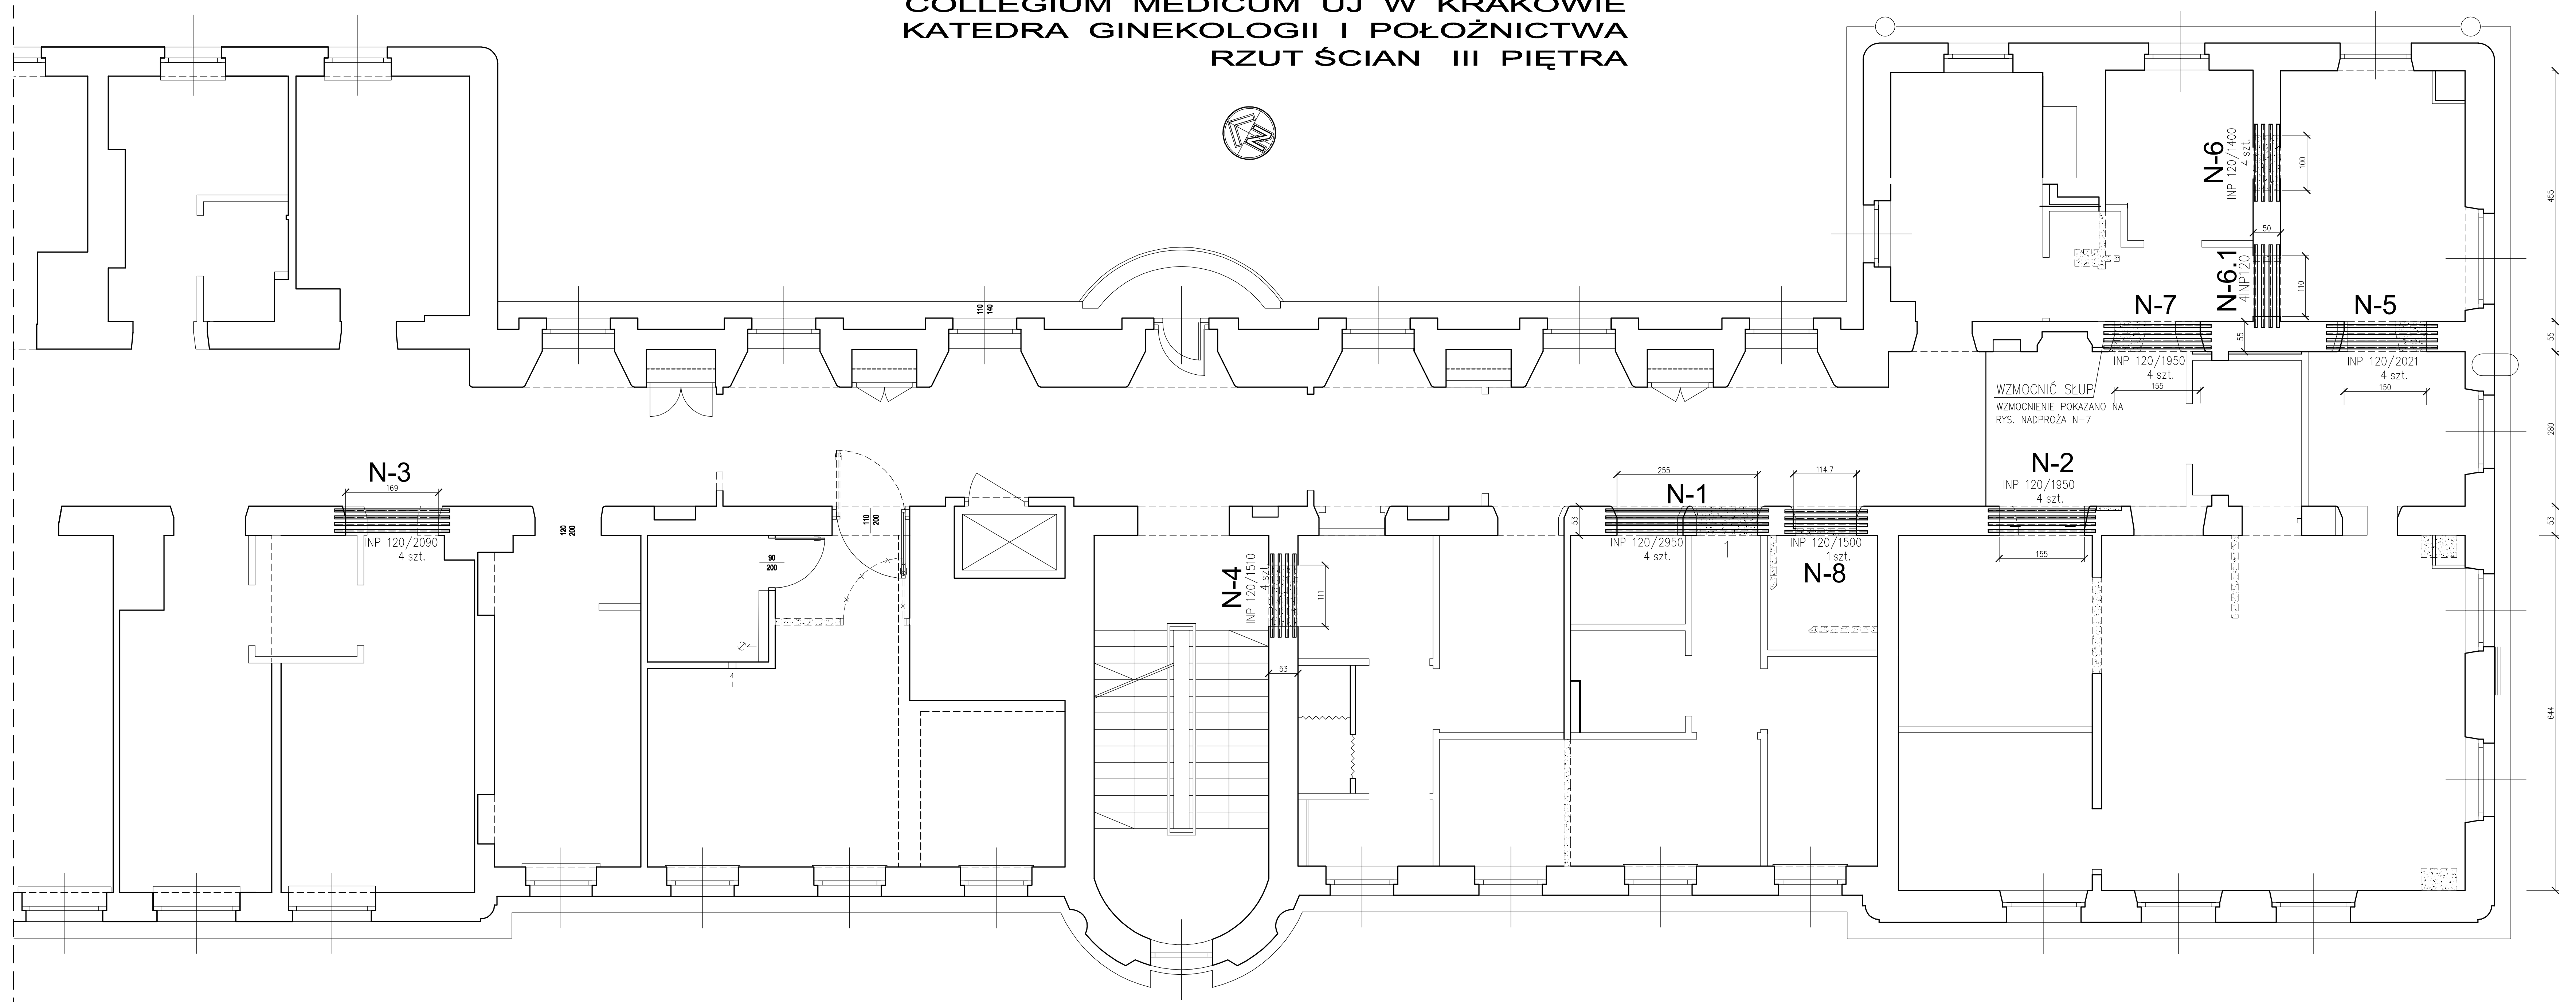 COLLEGIUM MEDICUM UJ W KRAKOWIE
KATEDRA GINEKOLOGII I POŁOŻNICTWA
RZUT ŚCIAN III PIĘTRA
N
N-6
INP 120/1400
4 szt.
100
455
50
N-6.1
4INP120
110
N-7
N-5
55
55
INP 120/1950
4 szt.
155
INP 120/2021
4 szt.
150
WZMOCNIĆ SŁUP
WZMOCNIENIE POKAZANO NA
RYS. NADPROŻA N-7
280
110
140
N-3
169
INP 120/2090
4 szt.
120
200
110
200
90
200
N-4
INP 120/1510
4 szt.
111
53
255
N-1
53
INP 120/2950
4 szt.
114.7
INP 120/1500
1 szt.
N-8
N-2
INP 120/1950
4 szt.
155
53
644